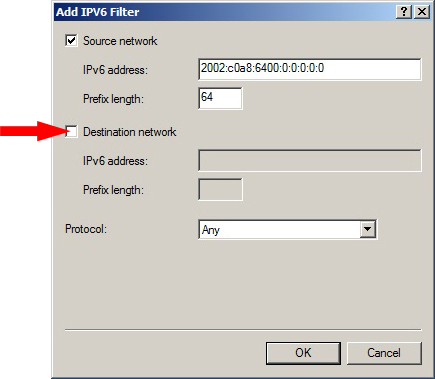 Add IPV6 Filter
Source network
IPv6 address: 2002:c0a8:6400:0:0:0:0:0
Prefix length: 64
Destination network
IPv6 address:
Prefix length:
Protocol: Any
OK Cancel